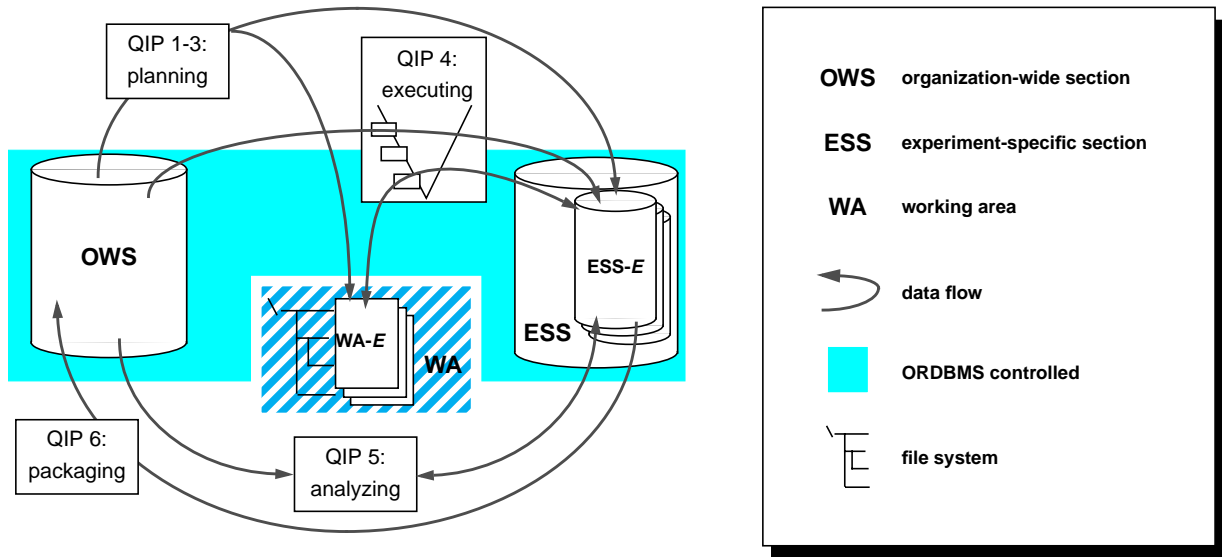 QIP 1-3:
planning
QIP 4:
executing
OWS
ESS-E
ESS
WA-E
WA
QIP 6:
packaging
QIP 5:
analyzing
OWS organization-wide section
ESS experiment-specific section
WA working area
data flow
ORDBMS controlled
file system